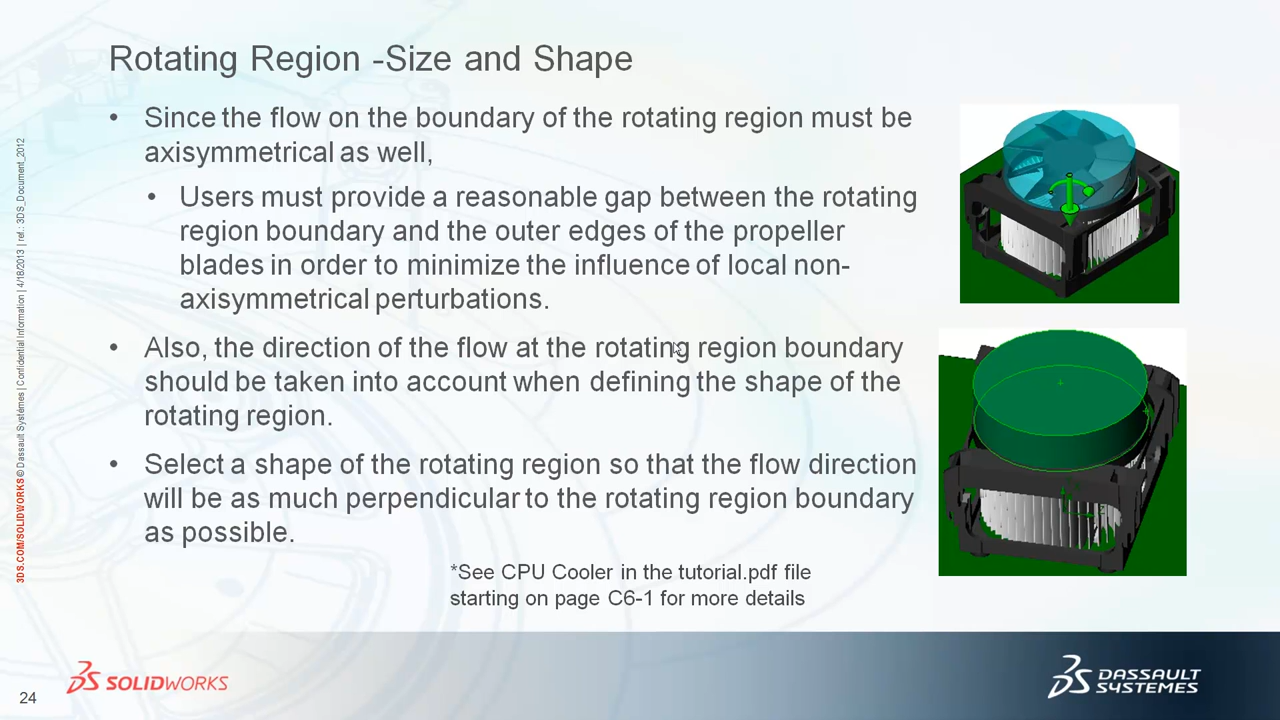 Rotating Region -Size and Shape
• Since the flow on the boundary of the rotating region must be
axisymmetrical as well,
• Users must provide a reasonable gap between the rotating
region boundary and the outer edges of the propeller
blades in order to minimize the influence of local non-
axisymmetrical perturbations.
• Also, the direction of the flow at the rotating region boundary
should be taken into account when defining the shape of the
rotating region.
• Select a shape of the rotating region so that the flow direction
will be as much perpendicular to the rotating region boundary
as possible.
*See CPU Cooler in the tutorial.pdf file
starting on page C6-1 for more details
3DS.COM/SOLIDWORKS © Dassault Systèmes | Confidential Information | 4/18/2013 | ref.: 3DS_Document_2012
24
SOLIDWORKS
DASSAULT
SYSTEMES